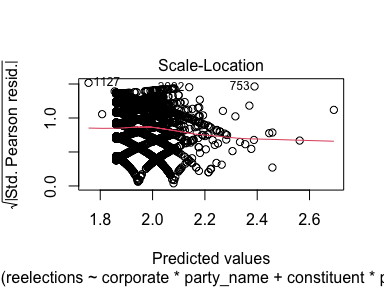 Scale-Location
√|Std. Pearson resid.|
1127
753
0.0
1.0
1.8 2.0 2.2 2.4 2.6
Predicted values
(reelections ~ corporate * party_name + constituent * p